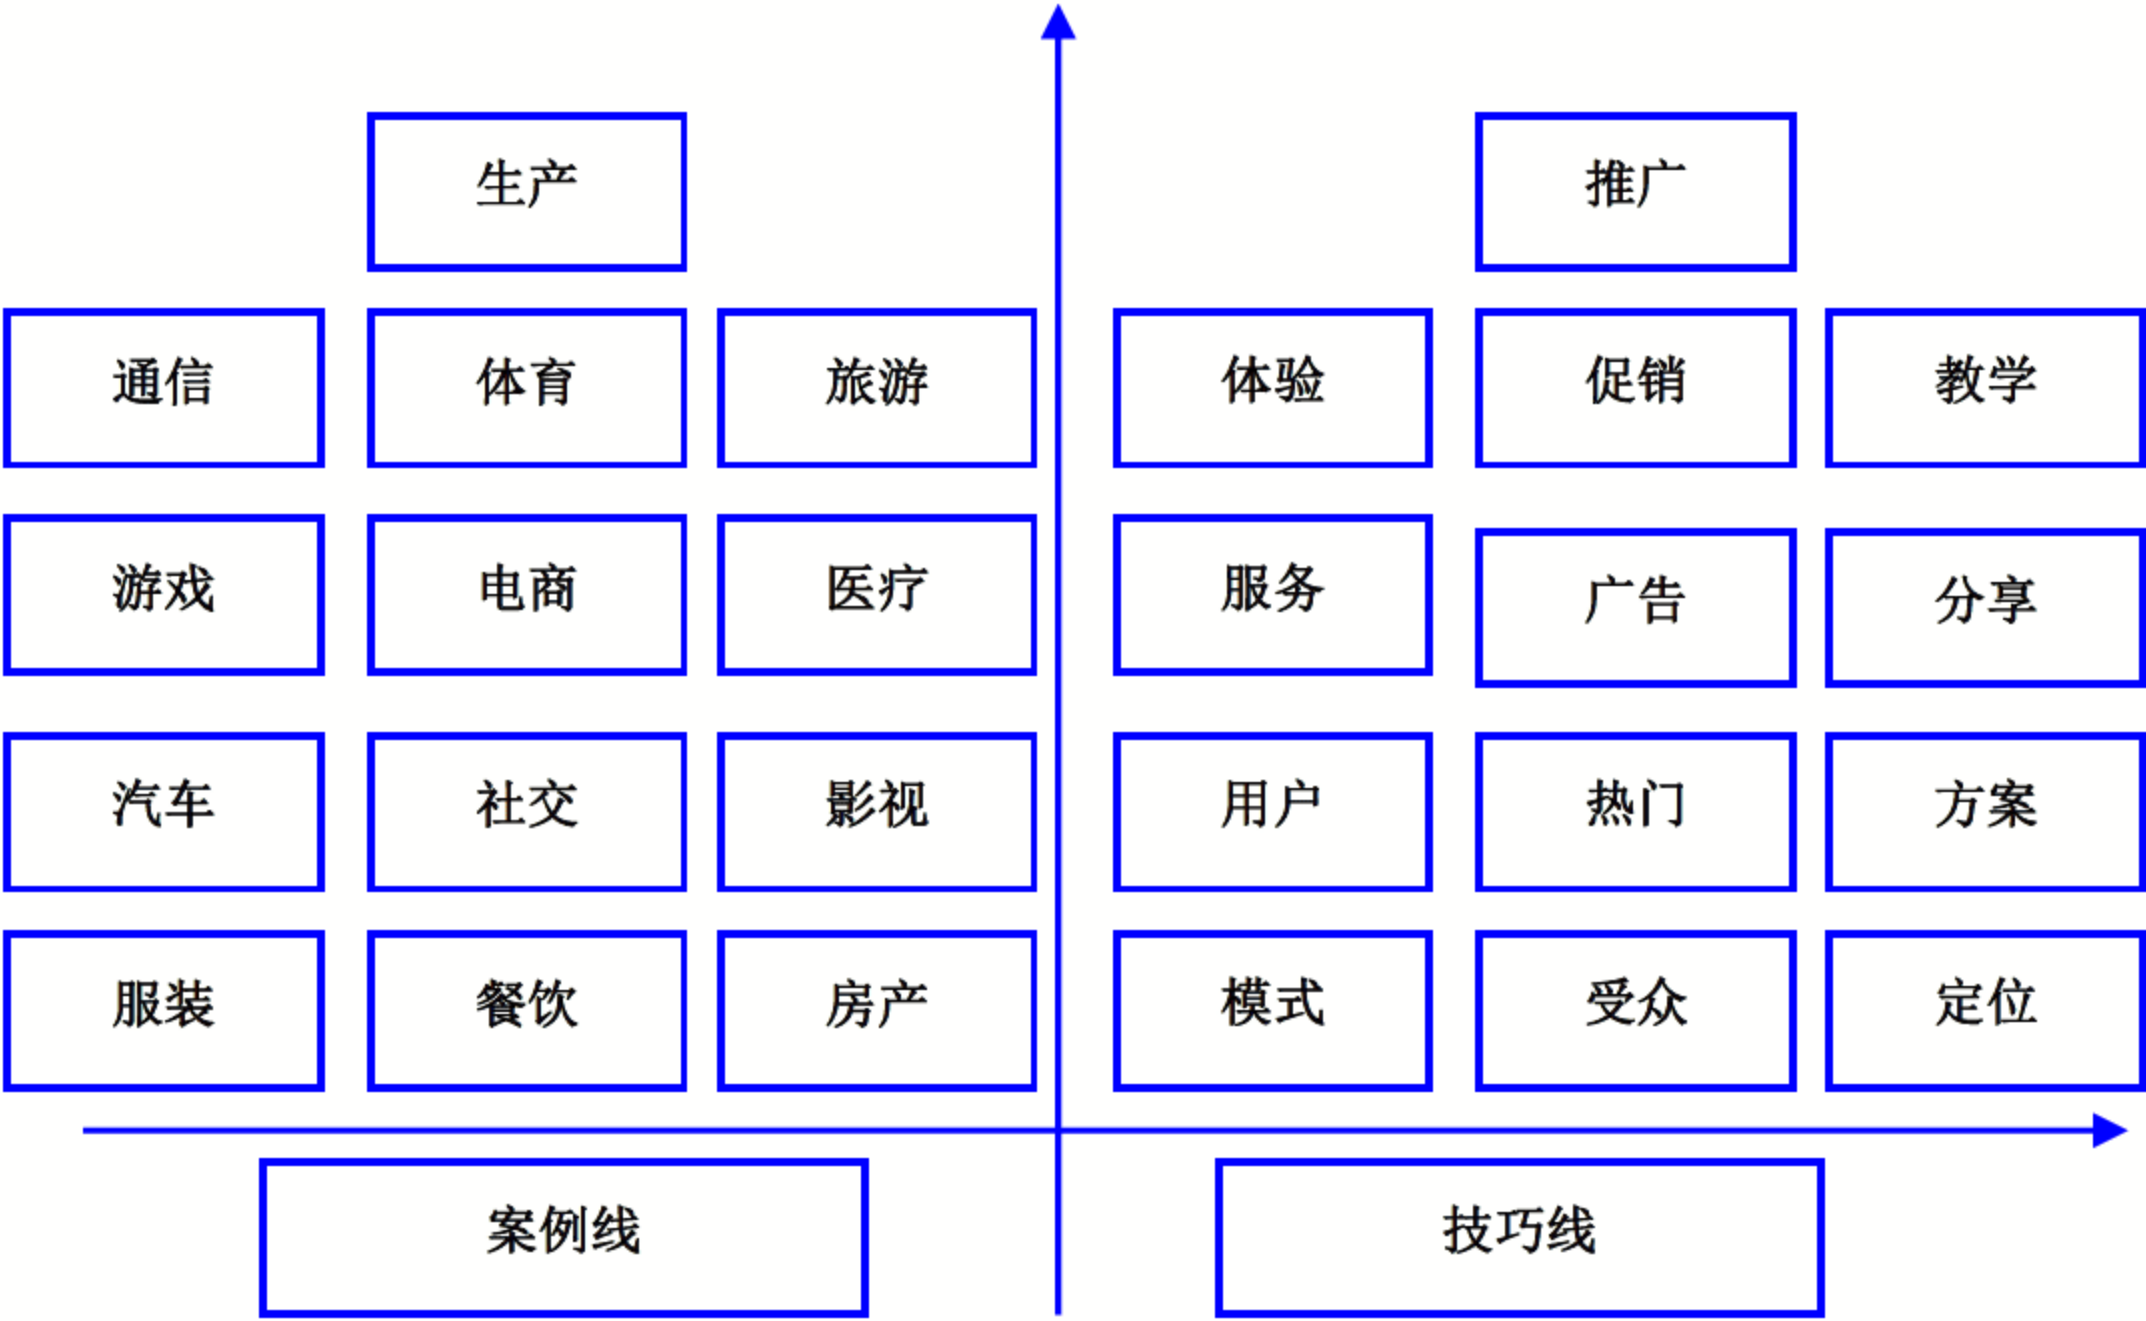 生产
推广
通信
体育
旅游
体验
促销
教学
游戏
电商
医疗
服务
广告
分享
汽车
社交
影视
用户
热门
方案
服装
餐饮
房产
模式
受众
定位
案例线
技巧线